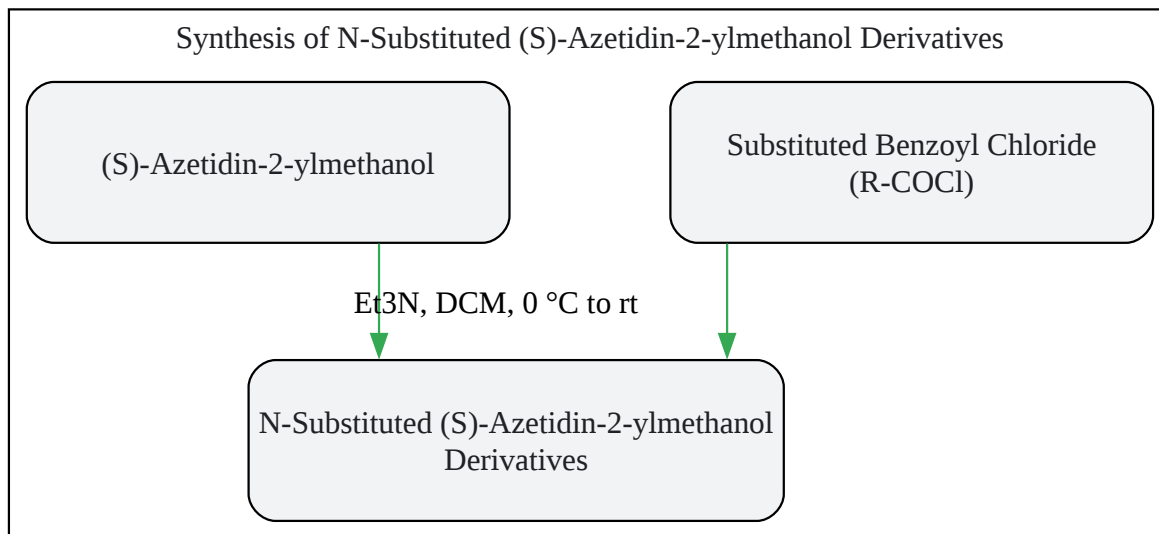 Synthesis of N-Substituted (S)-Azetidin-2-ylmethanol Derivatives
(S)-Azetidin-2-ylmethanol
Substituted Benzoyl Chloride
(R-COCl)
Et3N, DCM, 0 °C to rt
N-Substituted (S)-Azetidin-2-ylmethanol
Derivatives